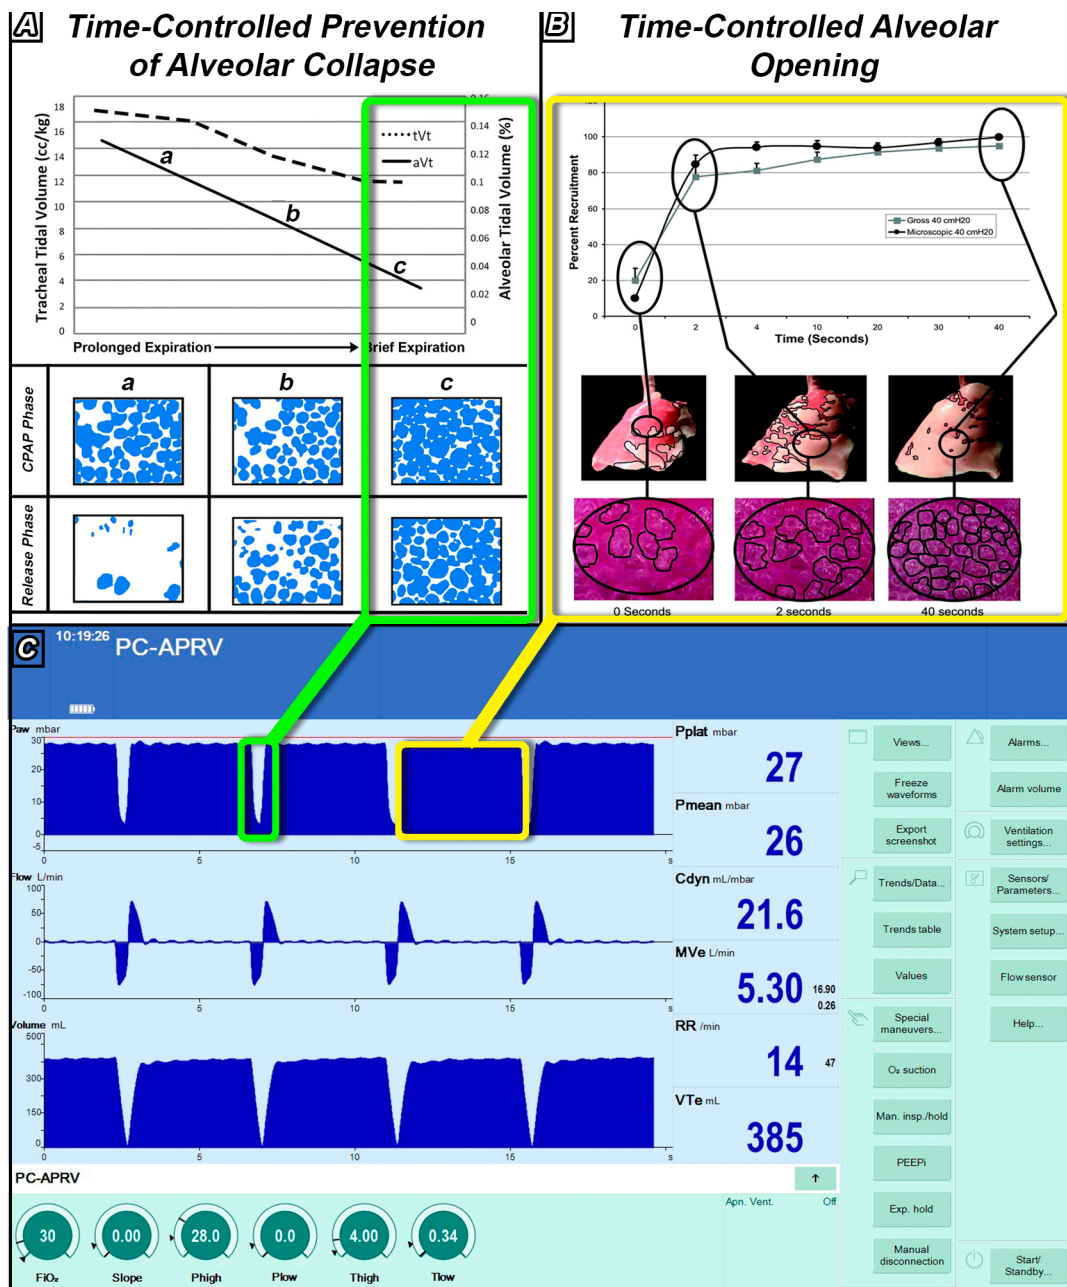 A Time-Controlled Prevention
of Alveolar Collapse
Tracheal Tidal Volume (cc/kg)
18
16
14
12
10
8
6
4
2
0
a
b
c
tVt
aVt
0.16
0.14
0.12
0.1
0.08
0.06
0.04
0.02
0
Alveolar Tidal Volume (%)
Prolonged Expiration
Brief Expiration
a b c
CPAP Phase
Release Phase
B Time-Controlled Alveolar
Opening
Percent Recruitment
120
100
80
60
40
20
0
Gross 40 cmH20
Microscopic 40 cmH20
0 2 4 10 20 30 40
Time (Seconds)
0 Seconds 2 seconds 40 seconds
C 10:19:26 PC-APRV
Paw mbar
30
20
10
0
-5
0 5 10 15 s
Flow L/min
100
50
0
-50
-100
0 5 10 15 s
Volume mL
600
300
150
0
0 5 10 15 s
Pplat mbar
27
Pmean mbar
26
Cdyn mL/mbar
21.6
MVe L/min
5.30 16.90
0.26
RR /min
14 47
VTe mL
385
Views...
Freeze
waveforms
Export
screenshot
Trends/Data...
Trends table
Values
Special
maneuvers...
O₂ suction
Man. insp./hold
PEEPi
Exp. hold
Manual
disconnection
Alarms...
Alarm volume
Ventilation
settings...
Sensors/
Parameters...
System setup...
Flow sensor
Help...
Start/
Standby...
PC-APRV
Apn. Vent. Off
30 0.00 28.0 0.0 4.00 0.34
FiO₂ Slope Phigh Plow Thigh Tlow